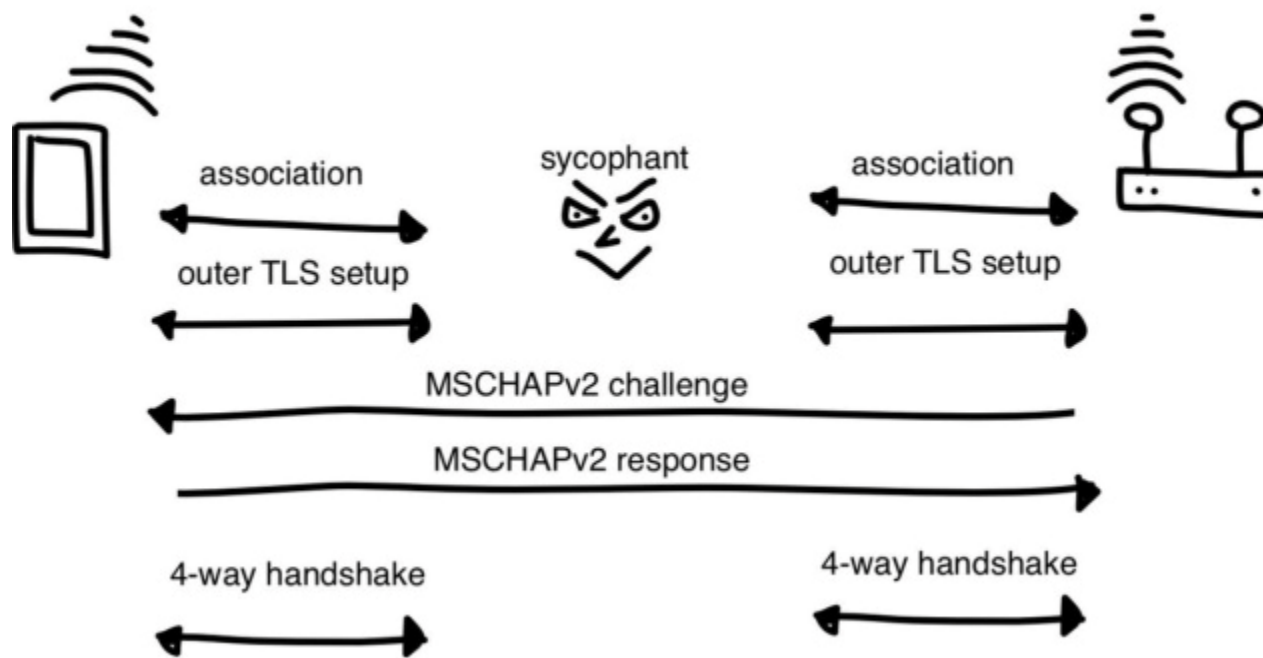 sycophant
association
association
outer TLS setup
outer TLS setup
MSCHAPv2 challenge
MSCHAPv2 response
4-way handshake
4-way handshake